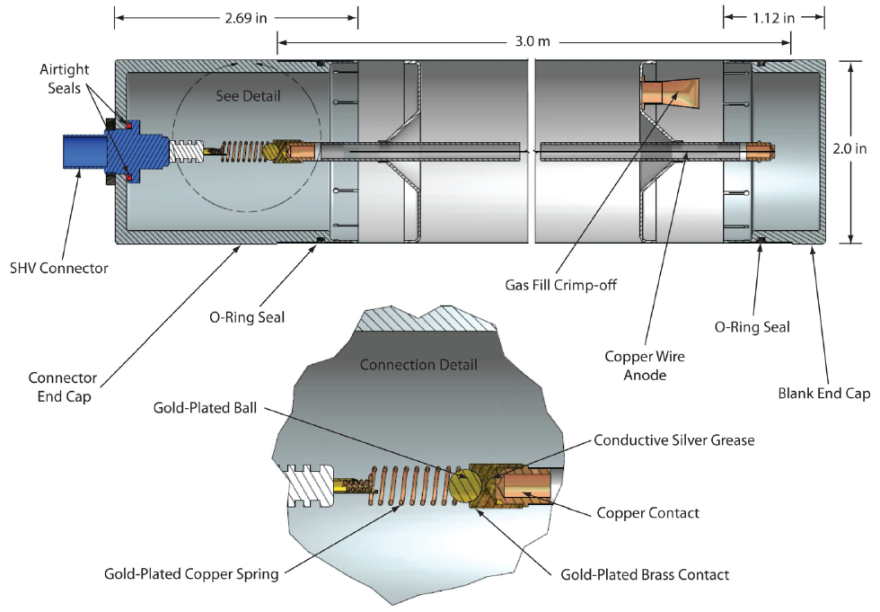 2.69 in
1.12 in
3.0 m
Airtight
Seals
See Detail
2.0 in
SHV Connector
Gas Fill Crimp-off
O-Ring Seal
O-Ring Seal
Copper Wire
Anode
Connector
End Cap
Blank End Cap
Connection Detail
Gold-Plated Ball
Conductive Silver Grease
Copper Contact
Gold-Plated Copper Spring
Gold-Plated Brass Contact